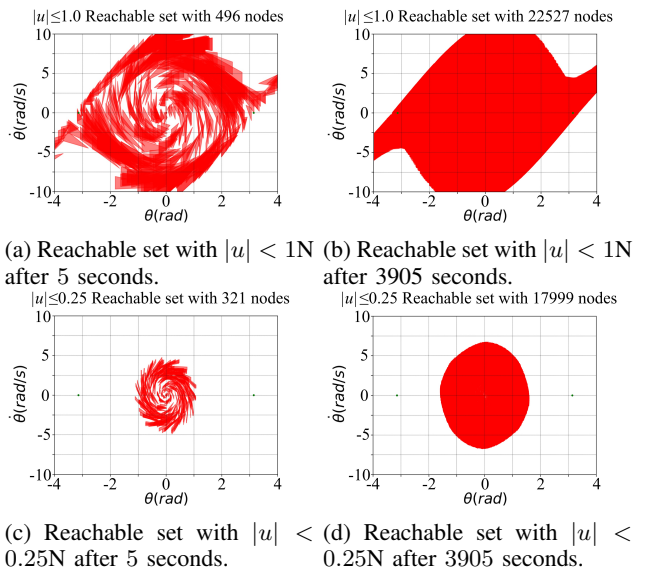 |u|≤1.0 Reachable set with 496 nodes
10
5
0
-5
-10
-4
-2
0
2
4
θ̇(rad/s)
θ(rad)
|u|≤1.0 Reachable set with 22527 nodes
10
5
0
-5
-10
-4
-2
0
2
4
θ̇(rad/s)
θ(rad)
(a) Reachable set with |u| < 1N
after 5 seconds.
(b) Reachable set with |u| < 1N
after 3905 seconds.
|u|≤0.25 Reachable set with 321 nodes
10
5
0
-5
-10
-4
-2
0
2
4
θ̇(rad/s)
θ(rad)
|u|≤0.25 Reachable set with 17999 nodes
10
5
0
-5
-10
-4
-2
0
2
4
θ̇(rad/s)
θ(rad)
(c) Reachable set with |u| <
0.25N after 5 seconds.
(d) Reachable set with |u| <
0.25N after 3905 seconds.